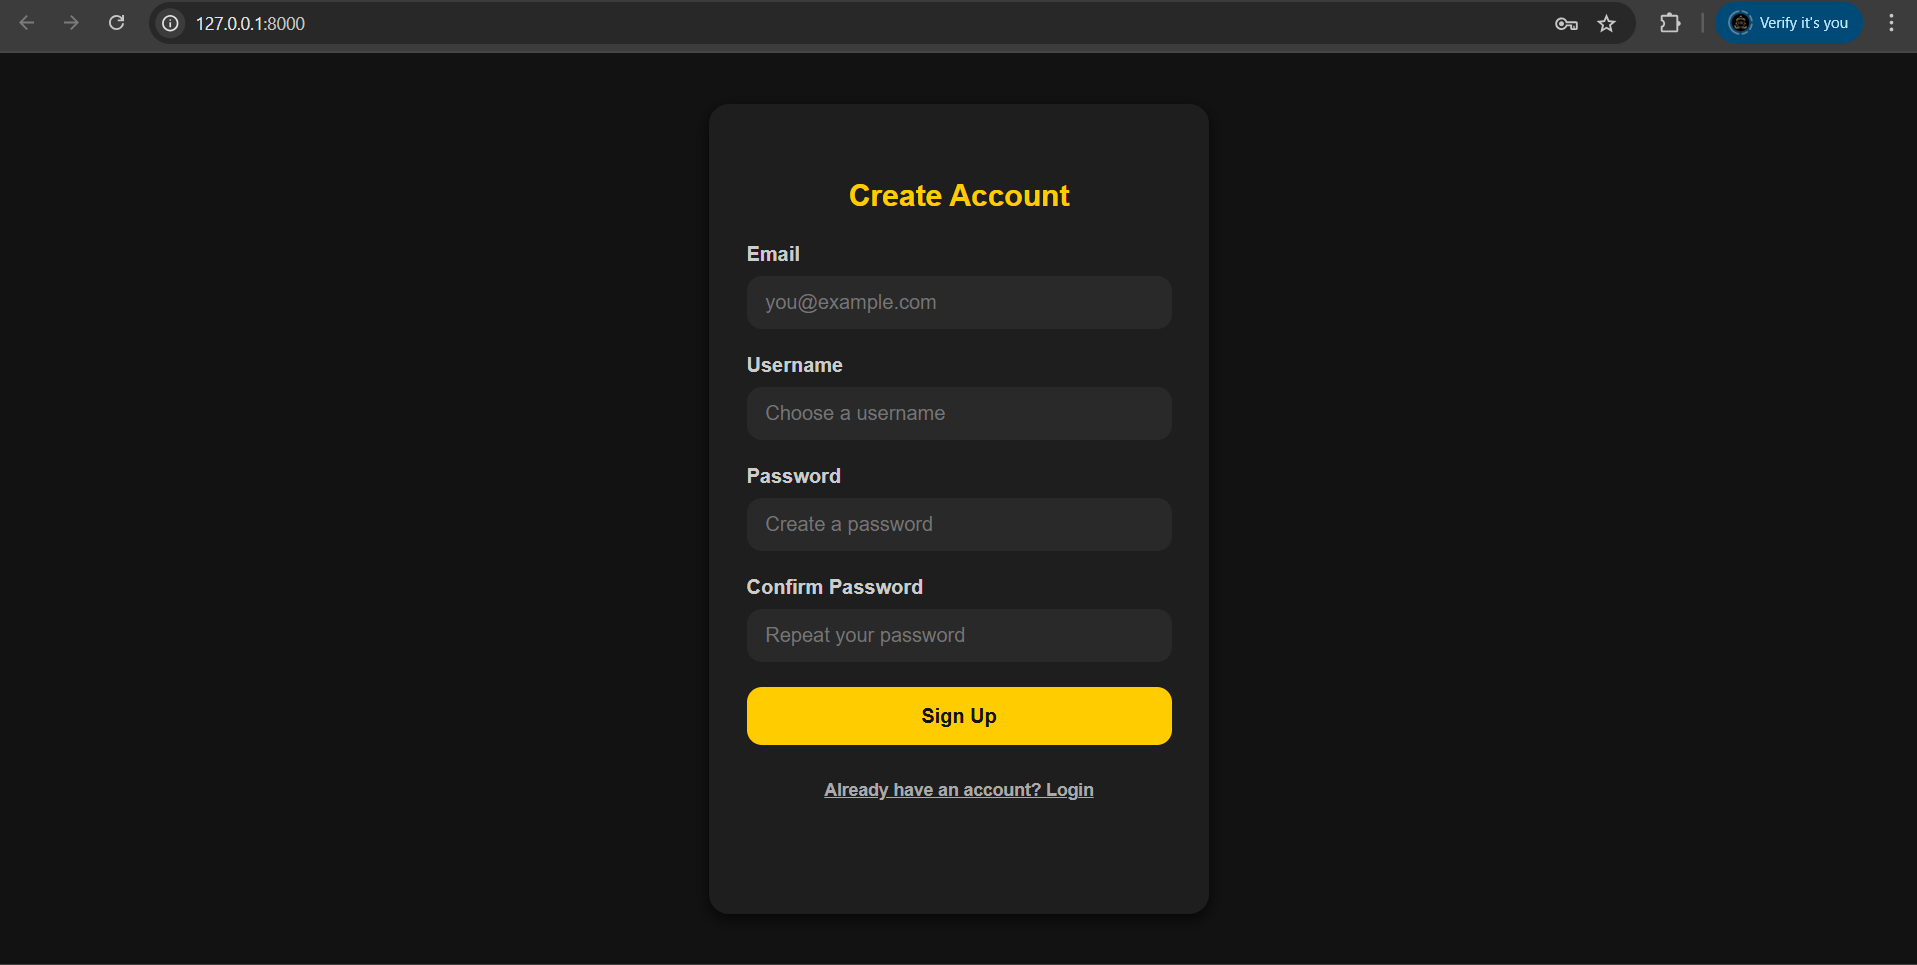 127.0.0.1:8000
Verify it's you
Create Account
Email
you@example.com
Username
Choose a username
Password
Create a password
Confirm Password
Repeat your password
Sign Up
Already have an account? Login